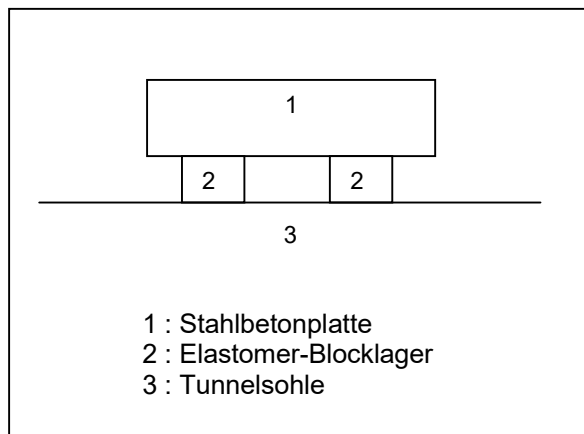 1
2 2
3
1 : Stahlbetonplatte
2 : Elastomer-Blocklager
3 : Tunnelsohle